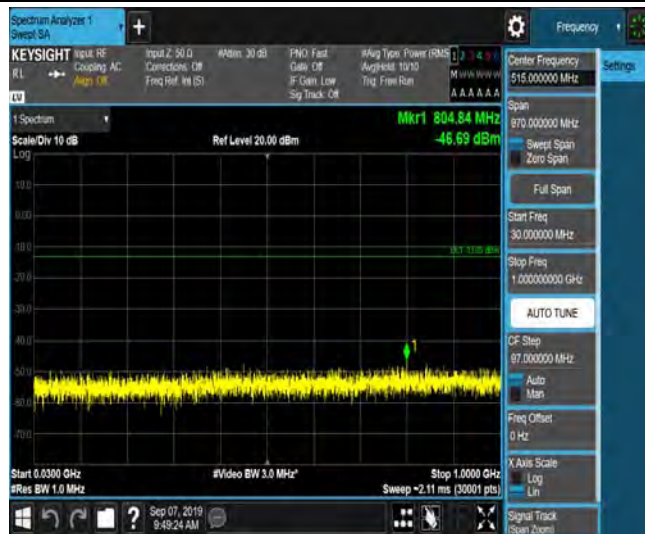 Spectrum Analyzer 1
Swept SA
+
Frequency
KEYSIGHT Input: RF Input Z: 50 Ω #Atten: 30 dB PNO: Fast #Avg Type: Power (RMS 1 2 3 4 5 6
RL Coupling: AC Corrections: Off Gate: Off Avg|Hold: 10/10 M W W W W W
Align: Off Freq Ref: Int (S) IF Gain: Low Trig: Free Run
LV Sig Track: Off A A A A A A
1 Spectrum
Mkr1 804.84 MHz
Scale/Div 10 dB Ref Level 20.00 dBm -46.69 dBm
Log
10.0
0.00
-10.0
DL1 -13.00 dBm
-20.0
-30.0
-40.0
1
-50.0
-60.0
-70.0
Start 0.0300 GHz #Video BW 3.0 MHz* Stop 1.0000 GHz
#Res BW 1.0 MHz Sweep ~2.11 ms (30001 pts)
? Sep 07, 2019
9:49:24 AM
Center Frequency
515.000000 MHz
Settings
Span
970.000000 MHz
Swept Span
Zero Span
Full Span
Start Freq
30.000000 MHz
Stop Freq
1.000000000 GHz
AUTO TUNE
CF Step
97.000000 MHz
Auto
Man
Freq Offset
0 Hz
X Axis Scale
Log
Lin
Signal Track
(Span Zoom)